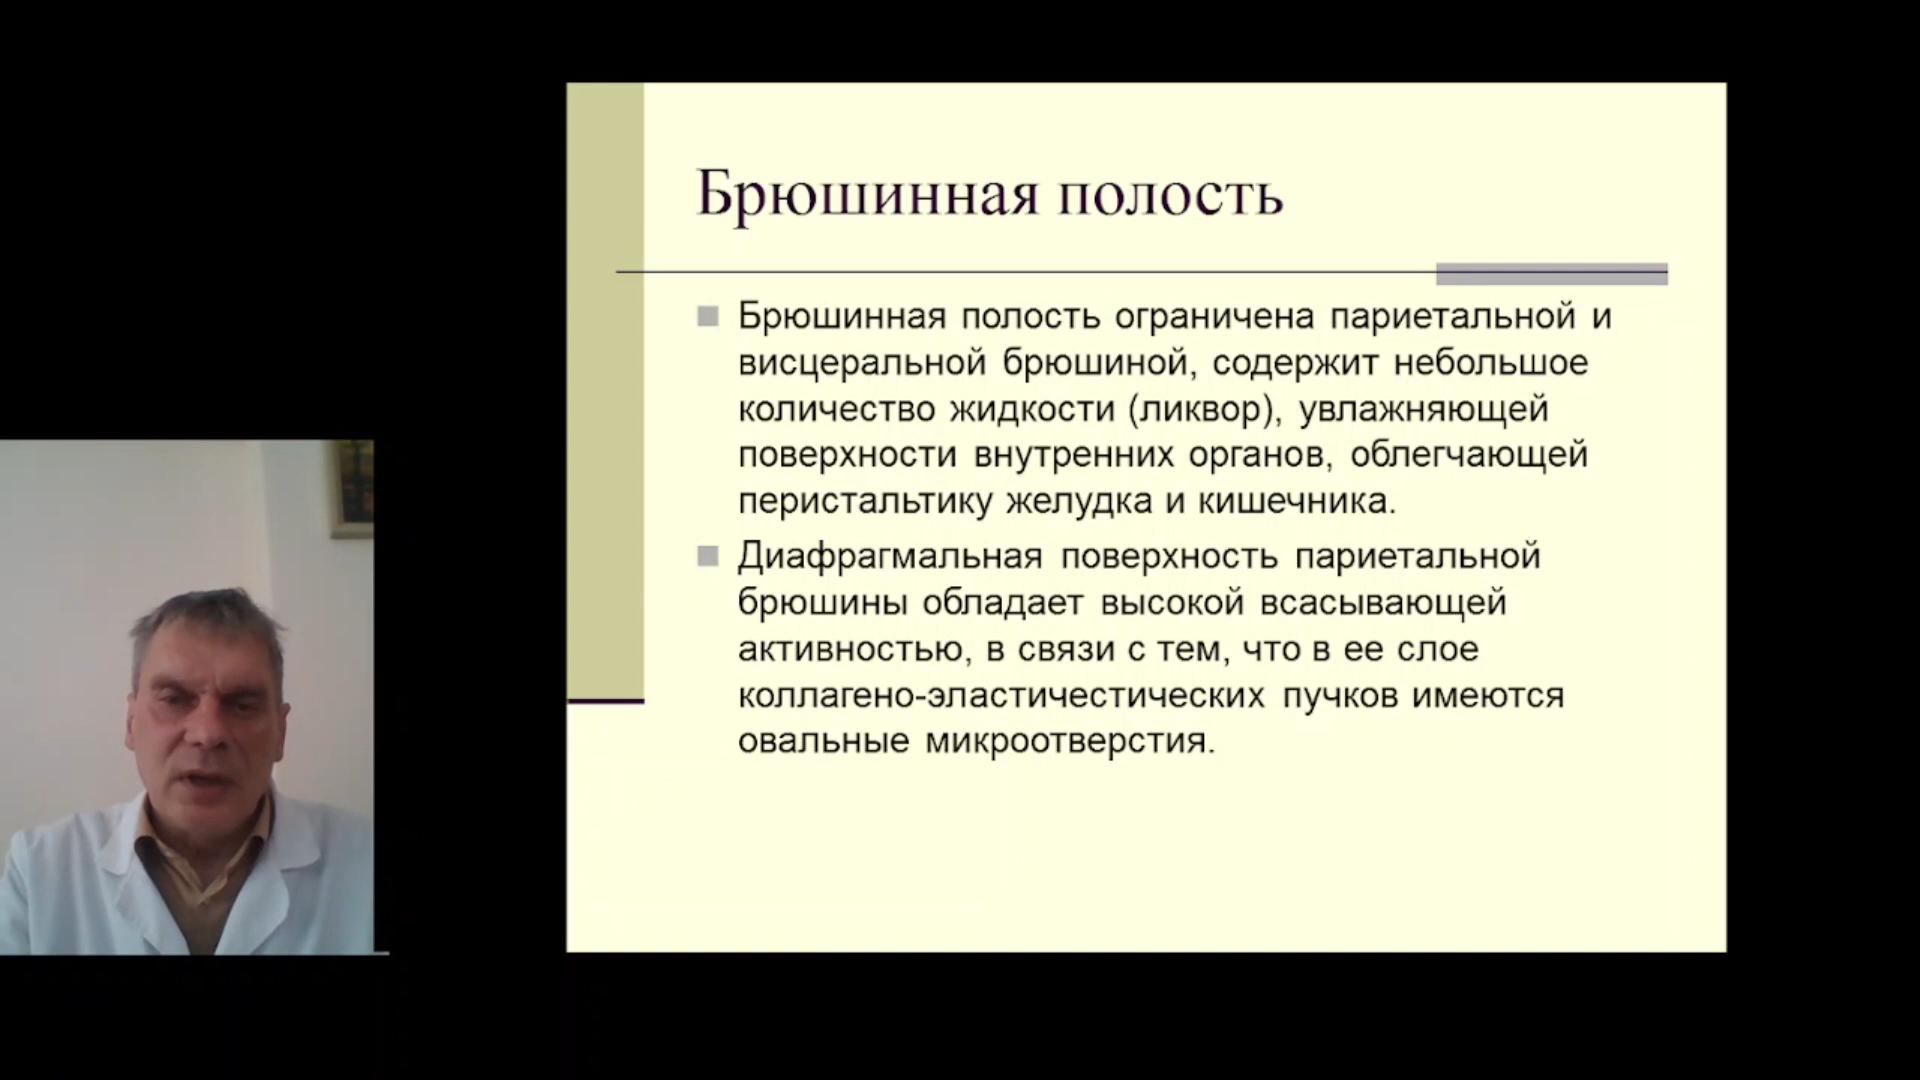 Брюшинная полость
Брюшинная полость ограничена париетальной и
висцеральной брюшиной, содержит небольшое
количество жидкости (ликвор), увлажняющей
поверхности внутренних органов, облегчающей
перистальтику желудка и кишечника.
Диафрагмальная поверхность париетальной
брюшины обладает высокой всасывающей
активностью, в связи с тем, что в ее слое
коллагено-эластичестических пучков имеются
овальные микроотверстия.